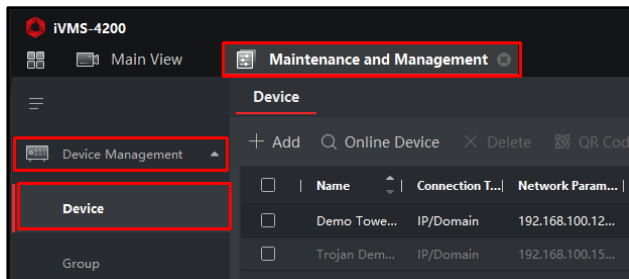 iVMS-4200
Main View Maintenance and Management
Device
Device Management
+ Add Online Device Delete QR Cod
Name Connection T... Network Param...
Device
Demo Towe... IP/Domain 192.168.100.12...
Trojan Dem... IP/Domain 192.168.100.15...
Group